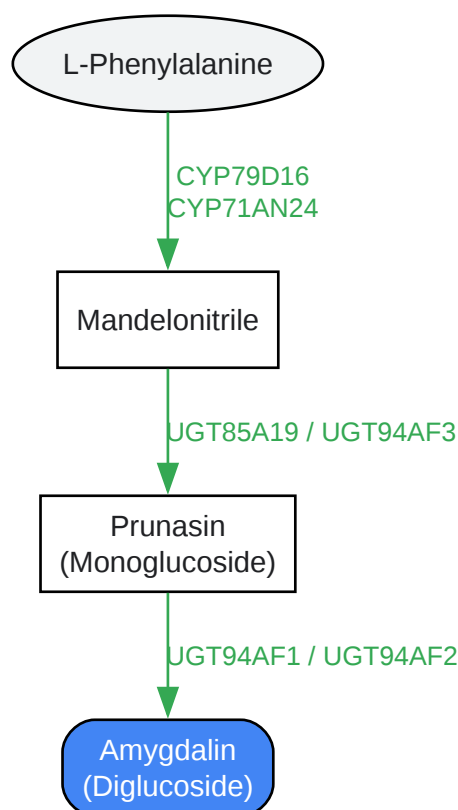 L-Phenylalanine
CYP79D16
CYP71AN24
Mandelonitrile
UGT85A19 / UGT94AF3
Prunasin
(Monoglucoside)
UGT94AF1 / UGT94AF2
Amygdalin
(Diglucoside)